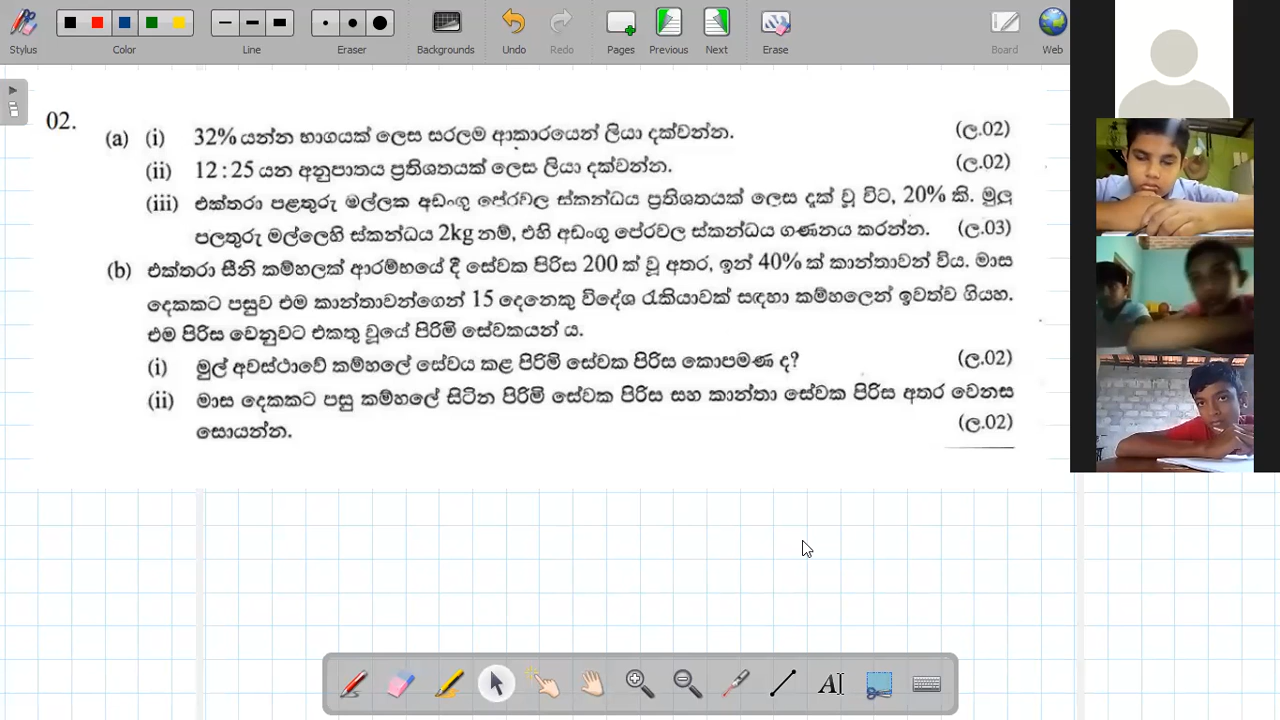 Stylus Color Line Eraser Backgrounds Undo Redo Pages Previous Next Erase Board Web
02.
(a) (i) 32% යන්න භාගයක් ලෙස සරලම ආකාරයෙන් ලියා දක්වන්න. (ල.02)
(ii) 12 : 25 යන අනුපාතය ප්‍රතිශතයක් ලෙස ලියා දක්වන්න. (ල.02)
(iii) එක්තරා පළතුරු මල්ලක අඩංගු පේරවල ස්කන්ධය ප්‍රතිශතයක් ලෙස දැක් වූ විට, 20% කි. මුලු
පලතුරු මල්ලෙහි ස්කන්ධය 2kg නම්, එහි අඩංගු පේරවල ස්කන්ධය ගණනය කරන්න. (ල.03)
(b) එක්තරා සීනි කම්හලක් ආරම්භයේ දී සේවක පිරිස 200 ක් වූ අතර, ඉන් 40% ක් කාන්තාවන් විය. මාස
දෙකකට පසුව එම කාන්තාවන්ගෙන් 15 දෙනෙකු විදේශ රැකියාවක් සඳහා කම්හලෙන් ඉවත්ව ගියහ.
එම පිරිස වෙනුවට එකතු වූයේ පිරිමි සේවකයන් ය.
(i) මුල් අවස්ථාවේ කම්හලේ සේවය කළ පිරිමි සේවක පිරිස කොපමණ ද? (ල.02)
(ii) මාස දෙකකට පසු කම්හලේ සිටින පිරිමි සේවක පිරිස සහ කාන්තා සේවක පිරිස අතර වෙනස
සොයන්න. (ල.02)